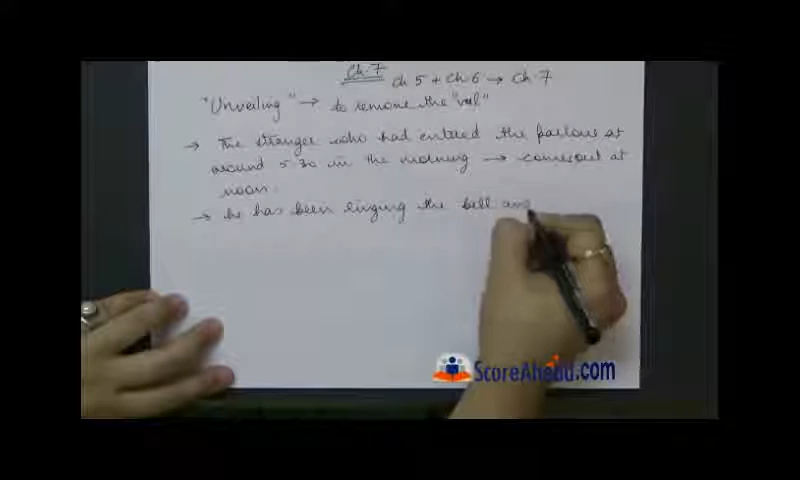 Ch·7
Ch 5 + Ch·6 → Ch·7
"Unveiling" → to remove the "veil"
→ The stranger who had entered the parlour at
around 5·30 in the morning → comes out at
noon.
→ he has been ringing the bell and
ScoreAhead.com